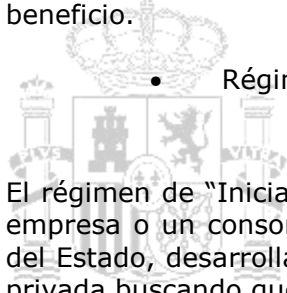 beneficio.
• Régim
El régimen de “Inicia
empresa o un consor
del Estado, desarrolla
privada buscando que